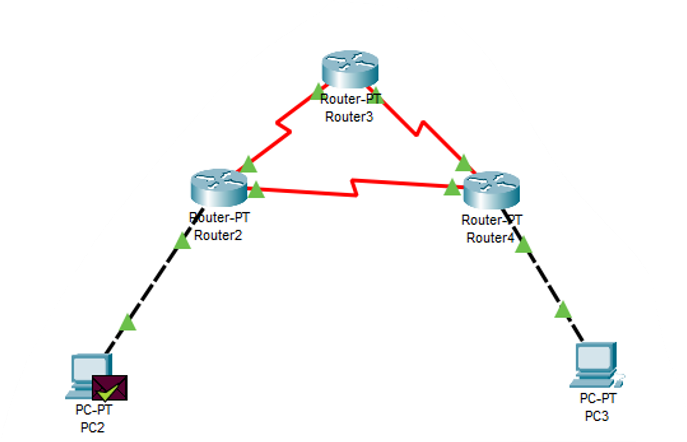 Router-PT
Router3
Router-PT
Router2
Router-PT
Router4
PC-PT
PC2
PC-PT
PC3